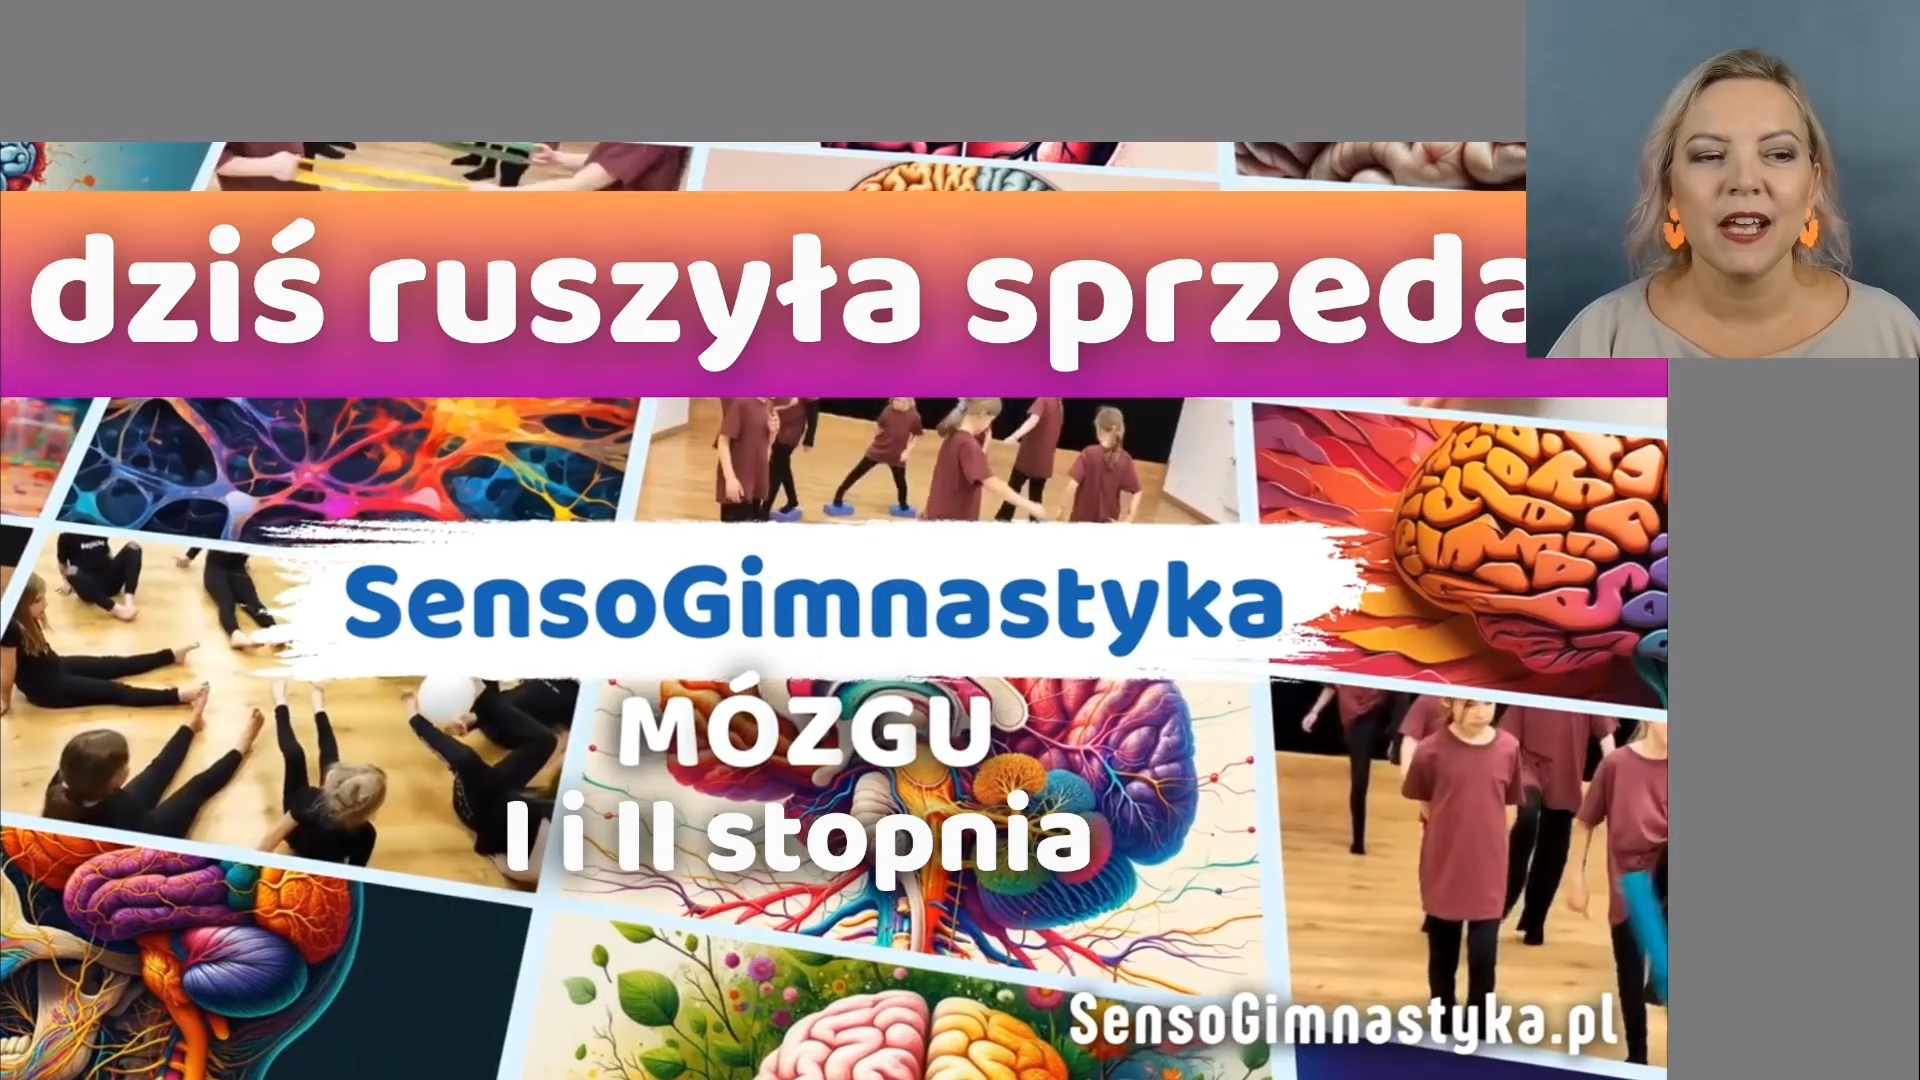 dziś ruszyła sprzeda
SensoGimnastyka
MÓZGU
I i II stopnia
SensoGimnastyka.pl